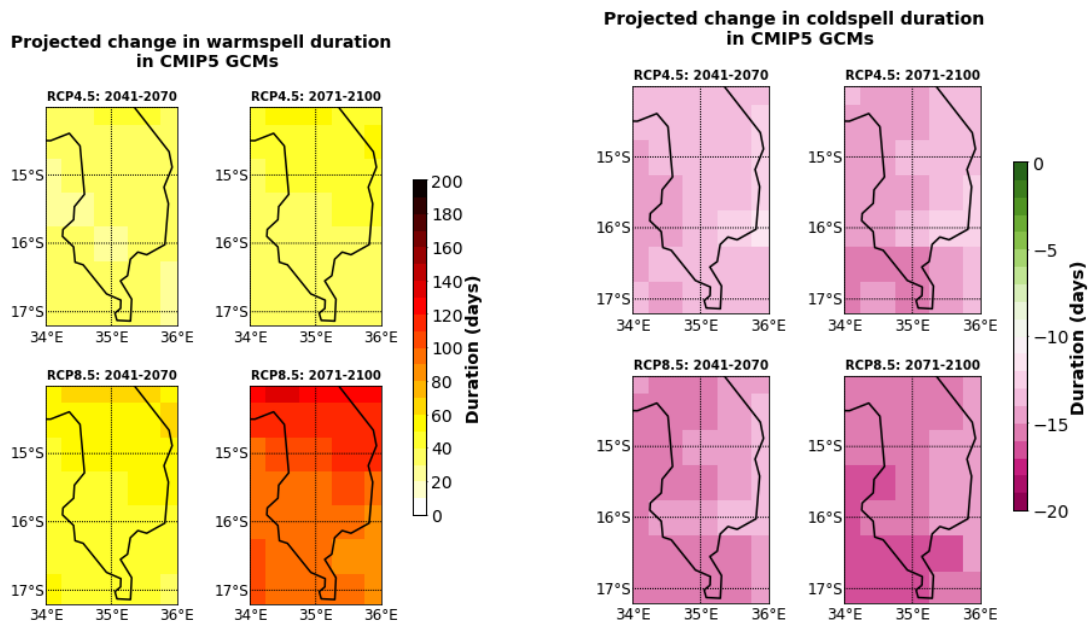 Projected change in warmspell duration
in CMIP5 GCMs
RCP4.5: 2041-2070
RCP4.5: 2071-2100
15°S
16°S
17°S
34°E
35°E
36°E
15°S
16°S
17°S
34°E
35°E
36°E
RCP8.5: 2041-2070
RCP8.5: 2071-2100
15°S
16°S
17°S
34°E
35°E
36°E
15°S
16°S
17°S
34°E
35°E
36°E
200
180
160
140
120
100
80
60
40
20
0
Duration (days)
Projected change in coldspell duration
in CMIP5 GCMs
RCP4.5: 2041-2070
RCP4.5: 2071-2100
15°S
16°S
17°S
34°E
35°E
36°E
15°S
16°S
17°S
34°E
35°E
36°E
RCP8.5: 2041-2070
RCP8.5: 2071-2100
15°S
16°S
17°S
34°E
35°E
36°E
15°S
16°S
17°S
34°E
35°E
36°E
0
−5
−10
−15
−20
Duration (days)